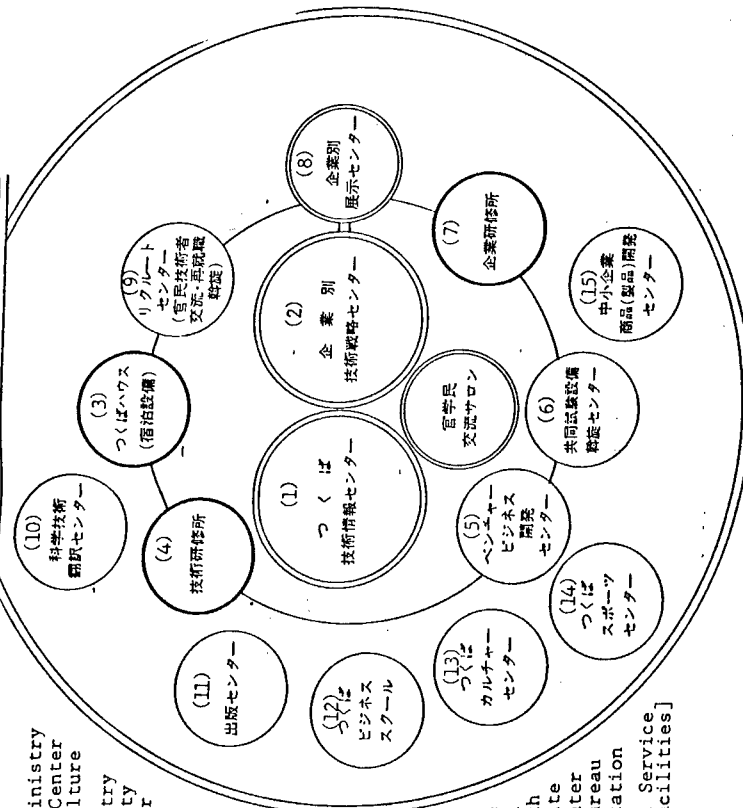 (1)
つくば
技術情報センター
(2)
企業別
技術戦略センター
官学民
交流サロン
(3)
つくばハウス
(宿泊設備)
(4)
技術研修所
(5)
ベンチャー
ビジネス
開発
センター
(6)
共同試験設備
斡旋センター
(7)
企業研修所
(8)
企業別
展示センター
(9)
リクルート
センター
(官民技術者
交流・再就職
斡旋)
(10)
科学技術
翻訳センター
(11)
出版センター
(12)
つくば
ビジネス
スクール
(13)
つくば
カルチャー
センター
(14)
つくば
スポーツ
センター
(15)
中小企業
商品(製品)開発
センター
inistry
Center
lture
try
ty
r
h
te
ter
reau
ation
Service
cilities]